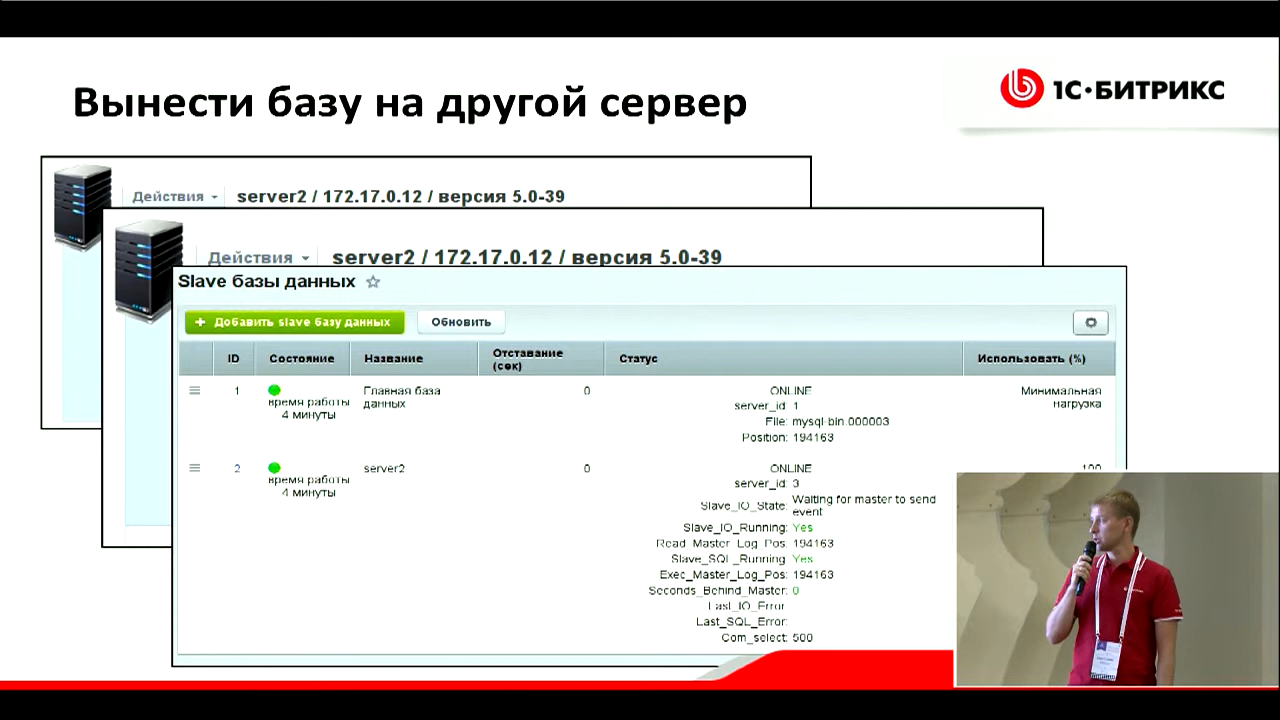 Вынести базу на другой сервер
1С·БИТРИКС
Действия server2 / 172.17.0.12 / версия 5.0-39
Действия server2 / 172.17.0.12 / версия 5.0-39
Slave базы данных
+ Добавить slave базу данных Обновить
ID Состояние Название Отставание (сек) Статус Использовать (%)
1 время работы 4 минуты Главная база данных 0 ONLINE Минимальная нагрузка
server_id: 1
File: mysql-bin.000003
Position: 194163
2 время работы 4 минуты server2 0 ONLINE 100
server_id: 3
Slave_IO_State: Waiting for master to send event
Slave_IO_Running: Yes
Read_Master_Log_Pos: 194163
Slave_SQL_Running: Yes
Exec_Master_Log_Pos: 194163
Seconds_Behind_Master: 0
Last_IO_Error:
Last_SQL_Error:
Com_select: 500